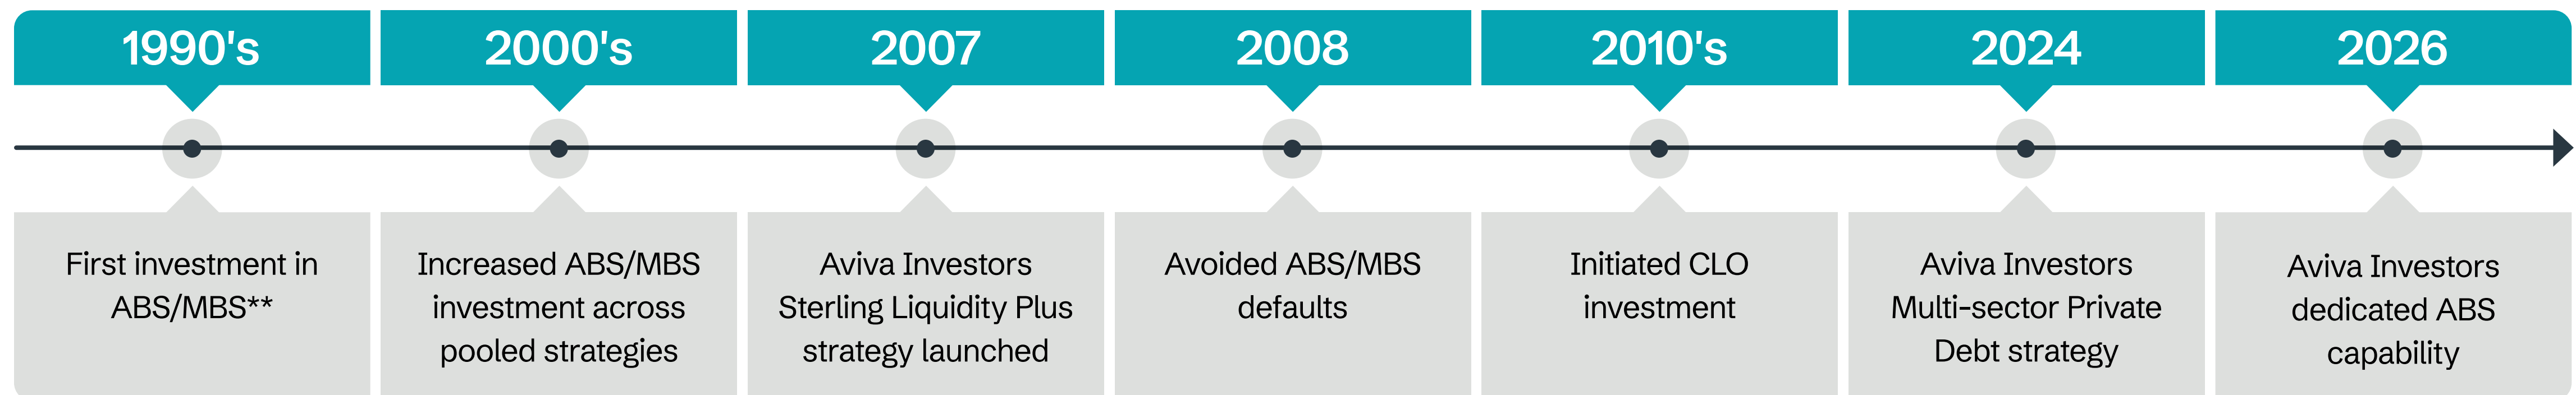 1990's
2000's
2007
2008
2010's
2024
2026
First investment in
ABS/MBS**
Increased ABS/MBS
investment across
pooled strategies
Aviva Investors
Sterling Liquidity Plus
strategy launched
Avoided ABS/MBS
defaults
Initiated CLO
investment
Aviva Investors
Multi-sector Private
Debt strategy
Aviva Investors
dedicated ABS
capability